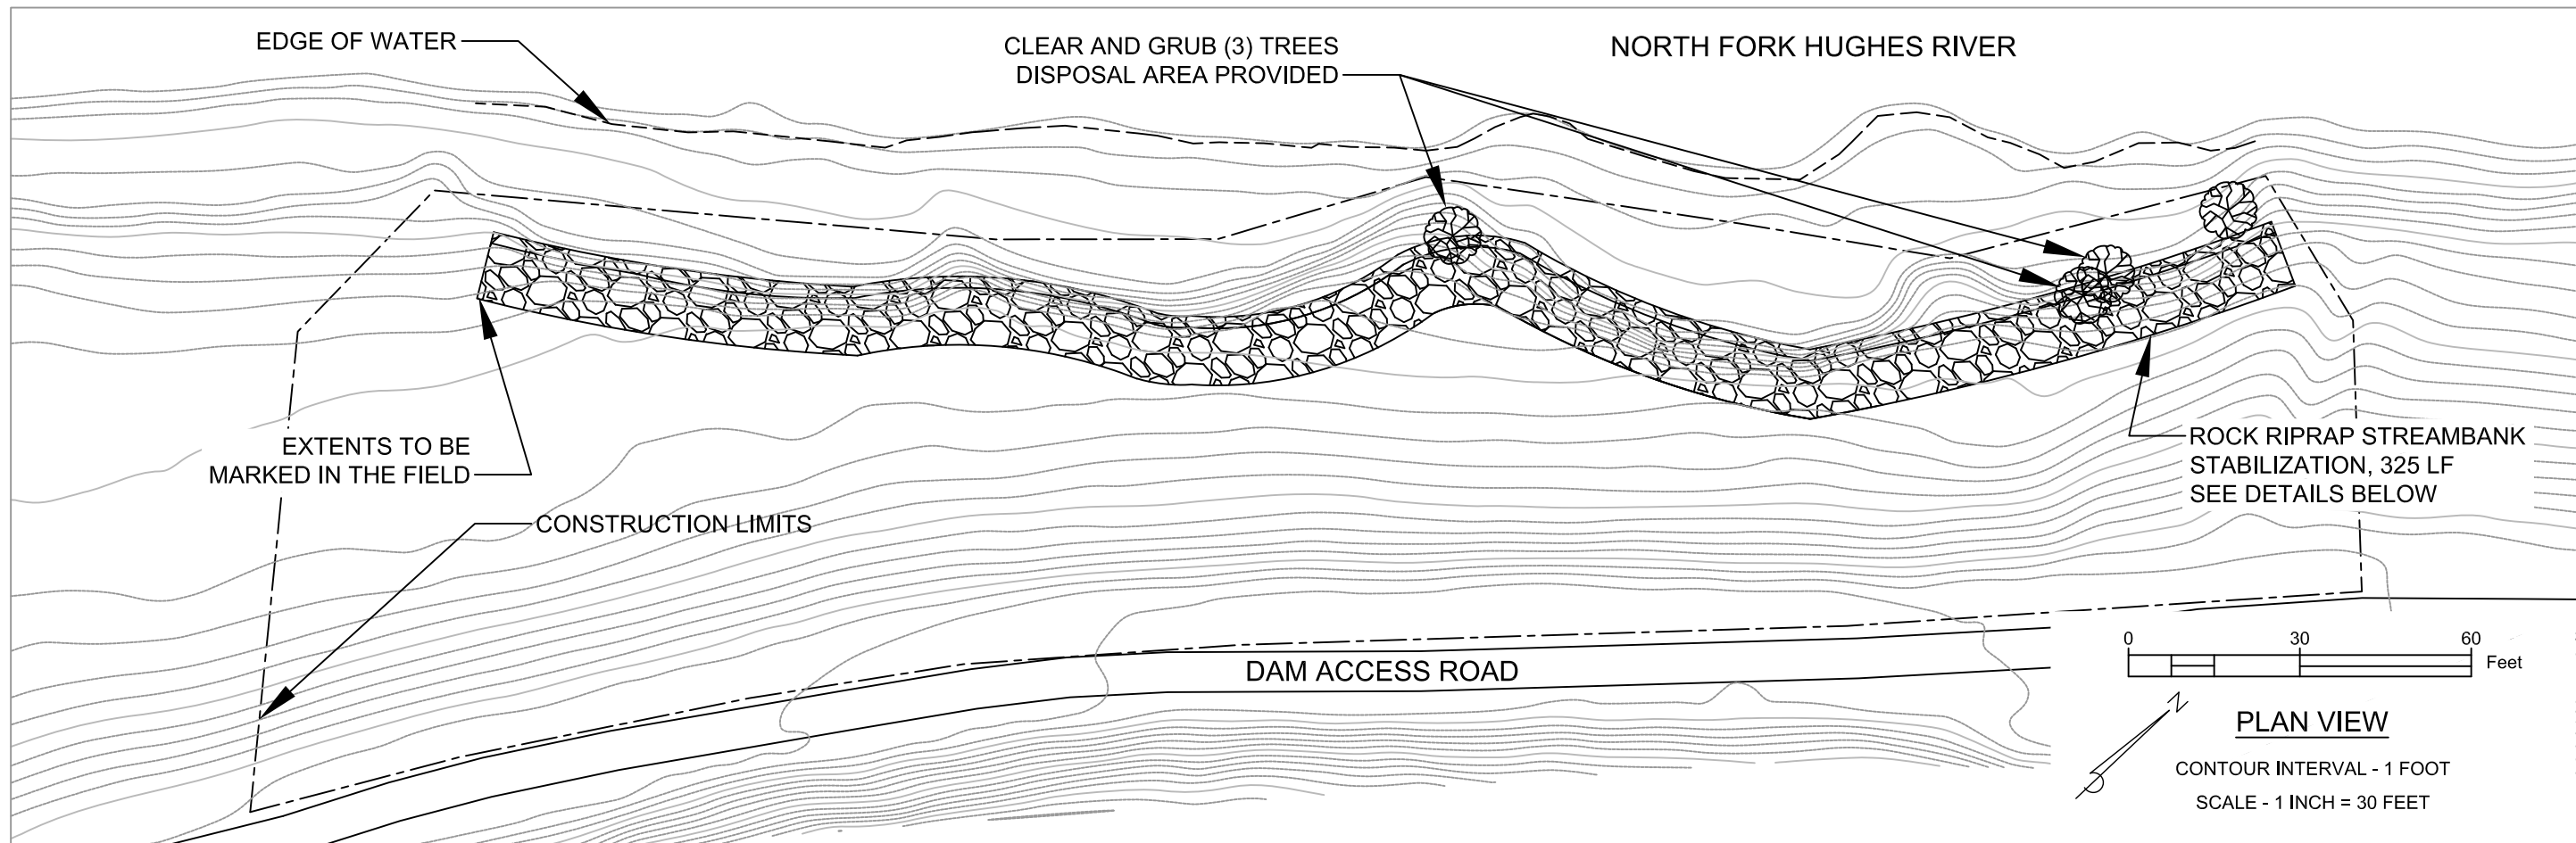 EDGE OF WATER
CLEAR AND GRUB (3) TREES
DISPOSAL AREA PROVIDED
NORTH FORK HUGHES RIVER
EXTENTS TO BE
MARKED IN THE FIELD
CONSTRUCTION LIMITS
ROCK RIPRAP STREAMBANK
STABILIZATION, 325 LF
SEE DETAILS BELOW
DAM ACCESS ROAD
0 30 60
Feet
N
PLAN VIEW
CONTOUR INTERVAL - 1 FOOT
SCALE - 1 INCH = 30 FEET